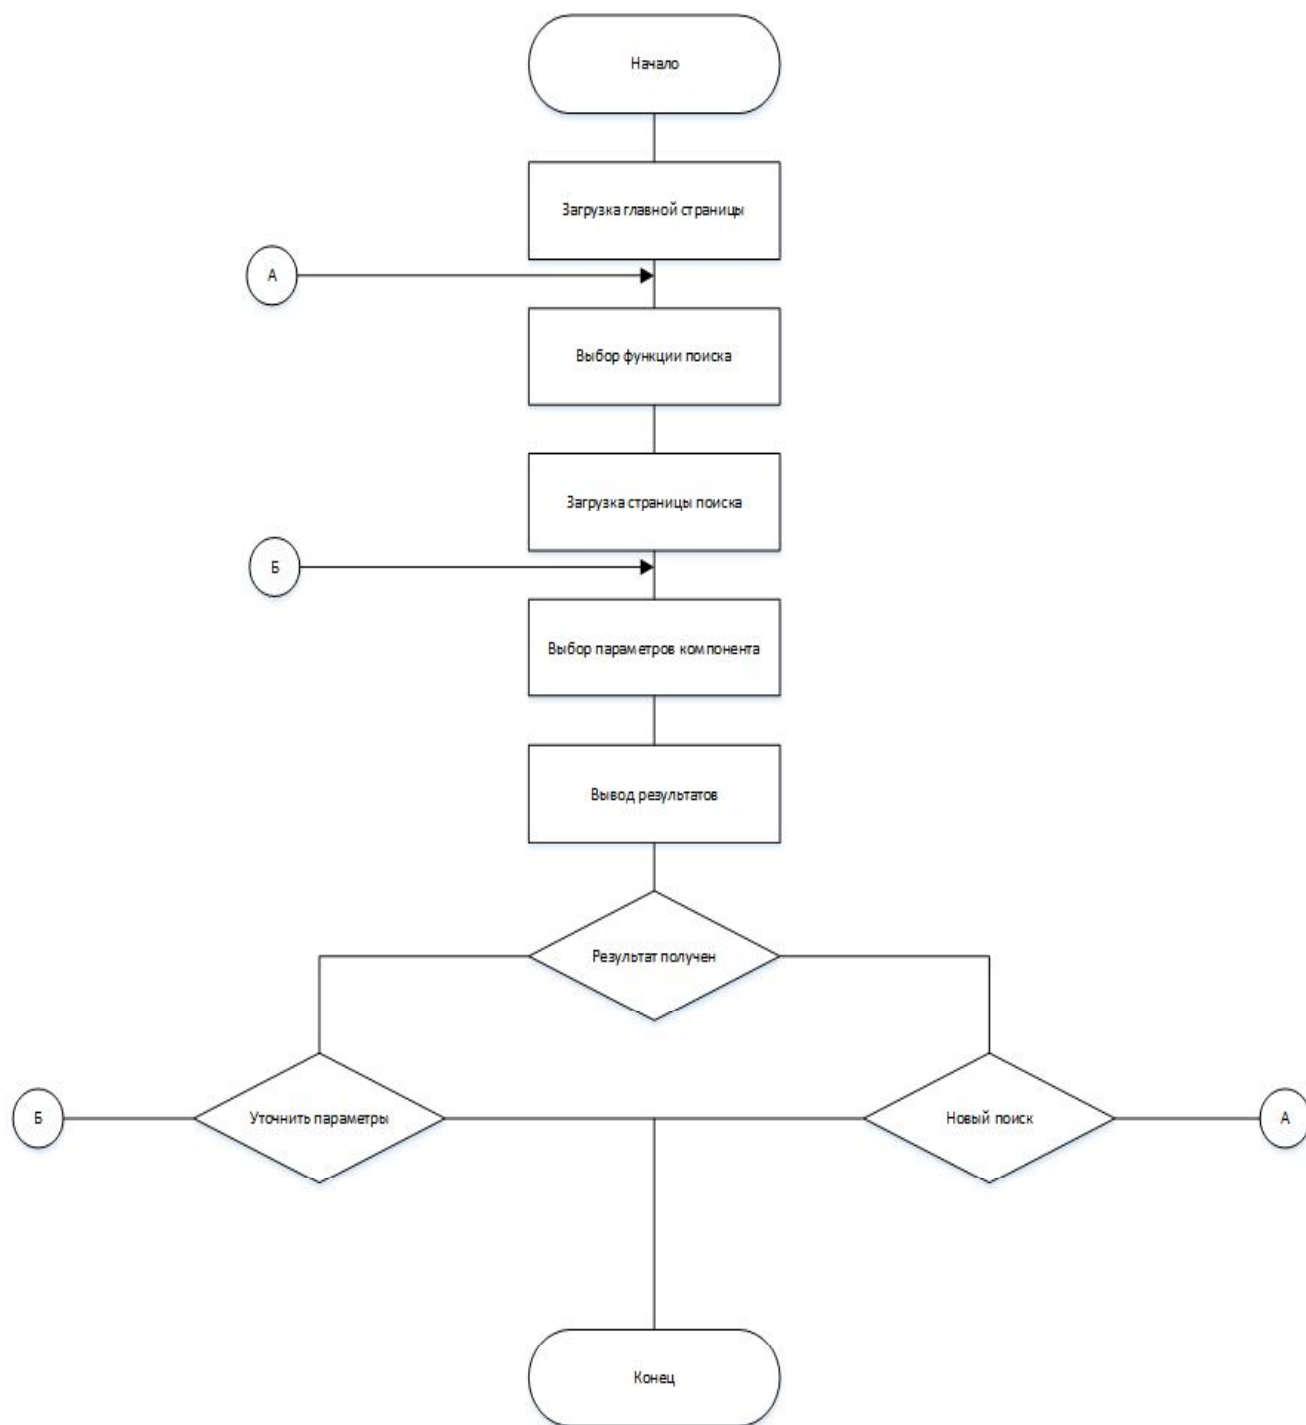 Начало
Загрузка главной страницы
А
Выбор функции поиска
Загрузка страницы поиска
Б
Выбор параметров компонента
Вывод результатов
Результат получен
Б
Уточнить параметры
Новый поиск
А
Конец